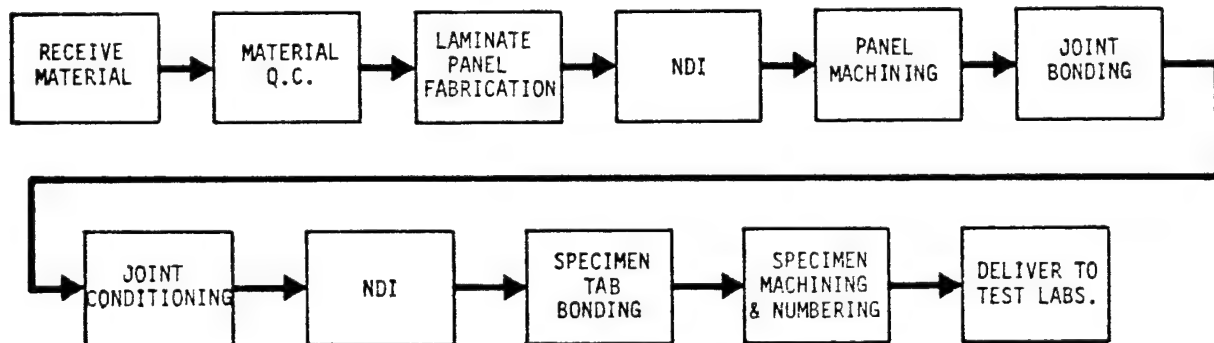 RECEIVE
MATERIAL
MATERIAL
Q.C.
LAMINATE
PANEL
FABRICATION
NDI
PANEL
MACHINING
JOINT
BONDING
JOINT
CONDITIONING
NDI
SPECIMEN
TAB
BONDING
SPECIMEN
MACHINING
& NUMBERING
DELIVER TO
TEST LABS.